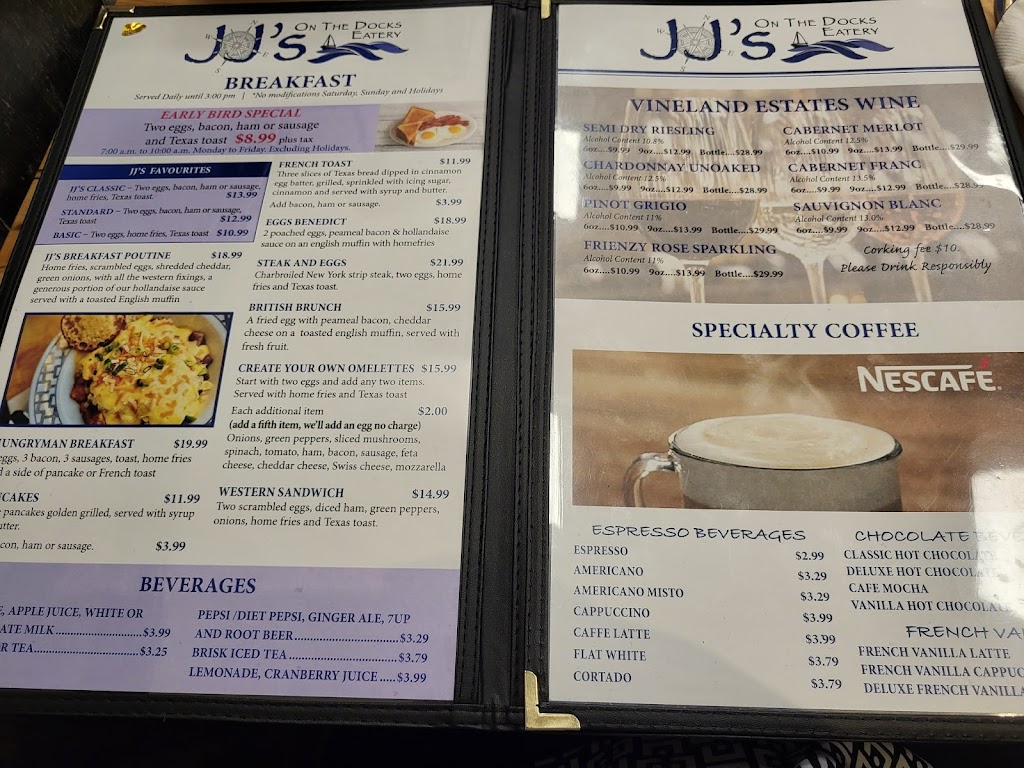 JJ's ON THE DOCKS
EATERY
N
W
E
S
BREAKFAST
Served Daily until 3:00 pm | *No modifications Saturday, Sunday and Holidays
EARLY BIRD SPECIAL
Two eggs, bacon, ham or sausage
and Texas toast $8.99 plus tax
7:00 a.m. to 10:00 a.m. Monday to Friday. Excluding Holidays.
JJ'S FAVOURITES
JJ'S CLASSIC – Two eggs, bacon, ham or sausage,
home fries, Texas toast. $13.99
STANDARD – Two eggs, bacon, ham or sausage,
Texas toast $12.99
BASIC – Two eggs, home fries, Texas toast $10.99
JJ'S BREAKFAST POUTINE $18.99
Home fries, scrambled eggs, shredded cheddar,
green onions, with all the western fixings, a
generous portion of our hollandaise sauce
served with a toasted English muffin
HUNGRYMAN BREAKFAST $19.99
eggs, 3 bacon, 3 sausages, toast, home fries
a side of pancake or French toast
$11.99
pancakes golden grilled, served with syrup
ham or sausage. $3.99
FRENCH TOAST $11.99
Three slices of Texas bread dipped in cinnamon
egg batter, grilled, sprinkled with icing sugar,
cinnamon and served with syrup and butter.
Add bacon, ham or sausage. $3.99
EGGS BENEDICT $18.99
2 poached eggs, peameal bacon & hollandaise
sauce on an english muffin with homefries
STEAK AND EGGS $21.99
Charbroiled New York strip steak, two eggs, home
fries and Texas toast.
BRITISH BRUNCH $15.99
A fried egg with peameal bacon, cheddar
cheese on a toasted english muffin, served with
fresh fruit.
CREATE YOUR OWN OMELETTES $15.99
Start with two eggs and add any two items.
Served with home fries and Texas toast
Each additional item $2.00
(add a fifth item, we'll add an egg no charge)
Onions, green peppers, sliced mushrooms,
spinach, tomato, ham, bacon, sausage, feta
cheese, cheddar cheese, Swiss cheese, mozzarella
WESTERN SANDWICH $14.99
Two scrambled eggs, diced ham, green peppers,
onions, home fries and Texas toast.
BEVERAGES
APPLE JUICE, WHITE OR
MILK ............................$3.99
TEA....................................$3.25
PEPSI /DIET PEPSI, GINGER ALE, 7UP
AND ROOT BEER...........................$3.29
BRISK ICED TEA............................$3.79
LEMONADE, CRANBERRY JUICE .....$3.99
JJ's ON THE DOCKS
EATERY
N
W
E
S
VINELAND ESTATES WINE
SEMI DRY RIESLING
Alcohol Content 10.8%
6oz....$9.99 9oz....$12.99 Bottle....$28.99
CHARDONNAY UNOAKED
Alcohol Content 12.5%
6oz....$9.99 9oz....$12.99 Bottle....$28.99
PINOT GRIGIO
Alcohol Content 11%
6oz....$10.99 9oz....$13.99 Bottle....$29.99
FRIENZY ROSE SPARKLING
Alcohol Content 11%
6oz....$10.99 9oz....$13.99 Bottle....$29.99
CABERNET MERLOT
Alcohol Content 12.5%
6oz....$10.99 9oz....$13.99 Bottle....$29.99
CABERNET FRANC
Alcohol Content 13.5%
6oz....$9.99 9oz....$12.99 Bottle....$28.99
SAUVIGNON BLANC
Alcohol Content 13.0%
6oz....$9.99 9oz....$12.99 Bottle....$28.99
Corking fee $10.
Please Drink Responsibly
SPECIALTY COFFEE
NESCAFÉ.
ESPRESSO BEVERAGES
ESPRESSO $2.99
AMERICANO $3.29
AMERICANO MISTO $3.29
CAPPUCCINO $3.99
CAFFE LATTE $3.99
FLAT WHITE $3.79
CORTADO $3.79
CHOCOLATE
CLASSIC HOT CHOCOLATE
DELUXE HOT CHOCOLATE
CAFE MOCHA
VANILLA HOT CHOCOLATE
FRENCH
FRENCH VANILLA LATTE
FRENCH VANILLA
DELUXE FRENCH VANILLA